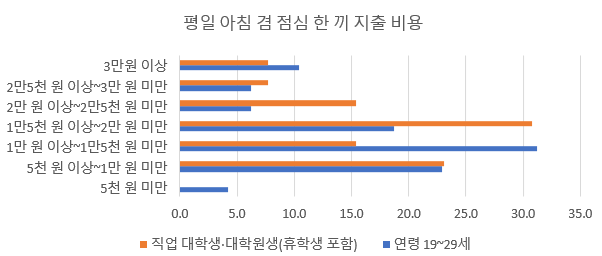 평일 아침 겸 점심 한 끼 지출 비용
3만원 이상
2만5천 원 이상~3만 원 미만
2만 원 이상~2만5천 원 미만
1만5천 원 이상~2만 원 미만
1만 원 이상~1만5천 원 미만
5천 원 이상~1만 원 미만
5천 원 미만
0.0 5.0 10.0 15.0 20.0 25.0 30.0 35.0
직업 대학생·대학원생(휴학생 포함) 연령 19~29세